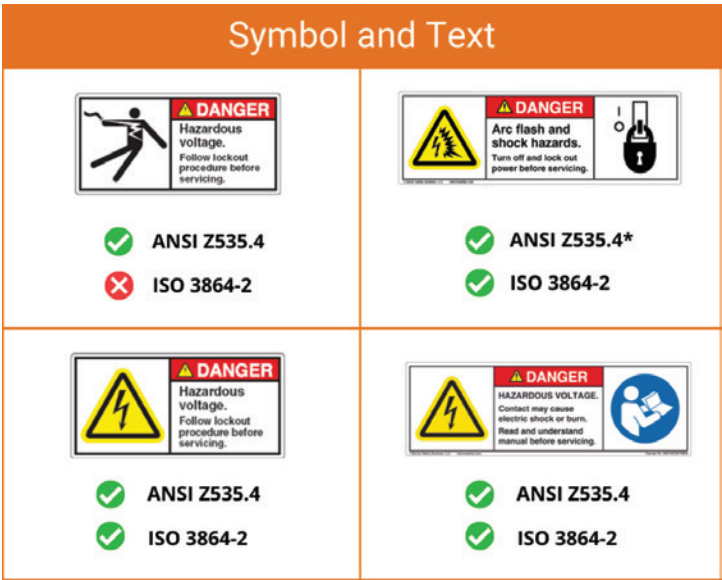 Symbol and Text
DANGER
Hazardous
voltage.
Follow lockout
procedure before
servicing.
ANSI Z535.4
ISO 3864-2
DANGER
Arc flash and
shock hazards.
Turn off and lock out
power before servicing.
I
O
ANSI Z535.4*
ISO 3864-2
DANGER
Hazardous
voltage.
Follow lockout
procedure before
servicing.
ANSI Z535.4
ISO 3864-2
DANGER
HAZARDOUS VOLTAGE.
Contact may cause
electric shock or burn.
Read and understand
manual before servicing.
ANSI Z535.4
ISO 3864-2